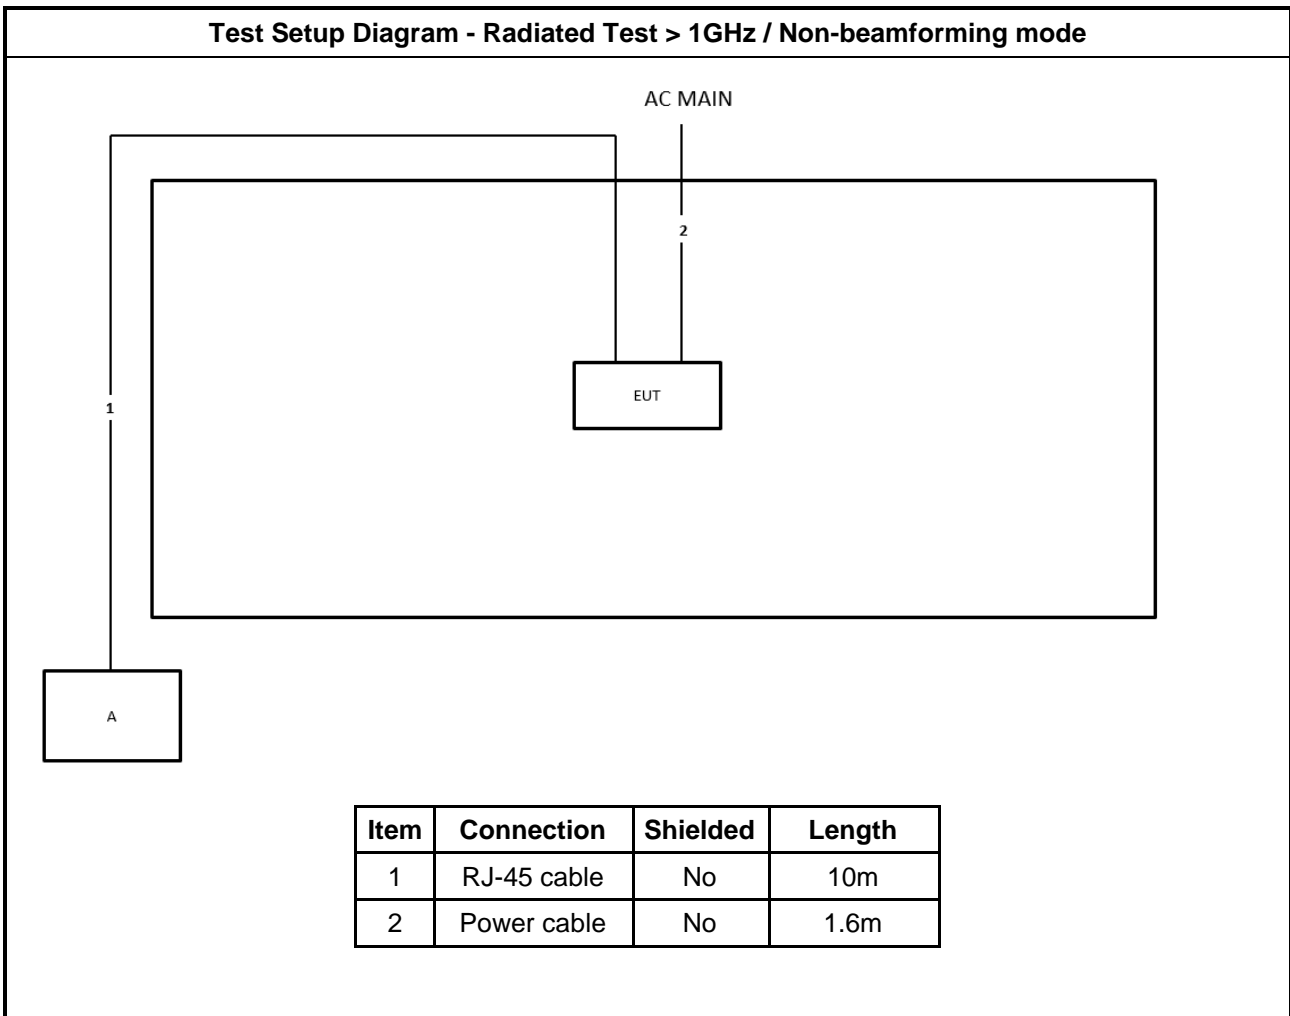 Test Setup Diagram - Radiated Test > 1GHz / Non-beamforming mode
AC MAIN
2
EUT
1
A
Item Connection Shielded Length
1 RJ-45 cable No 10m
2 Power cable No 1.6m